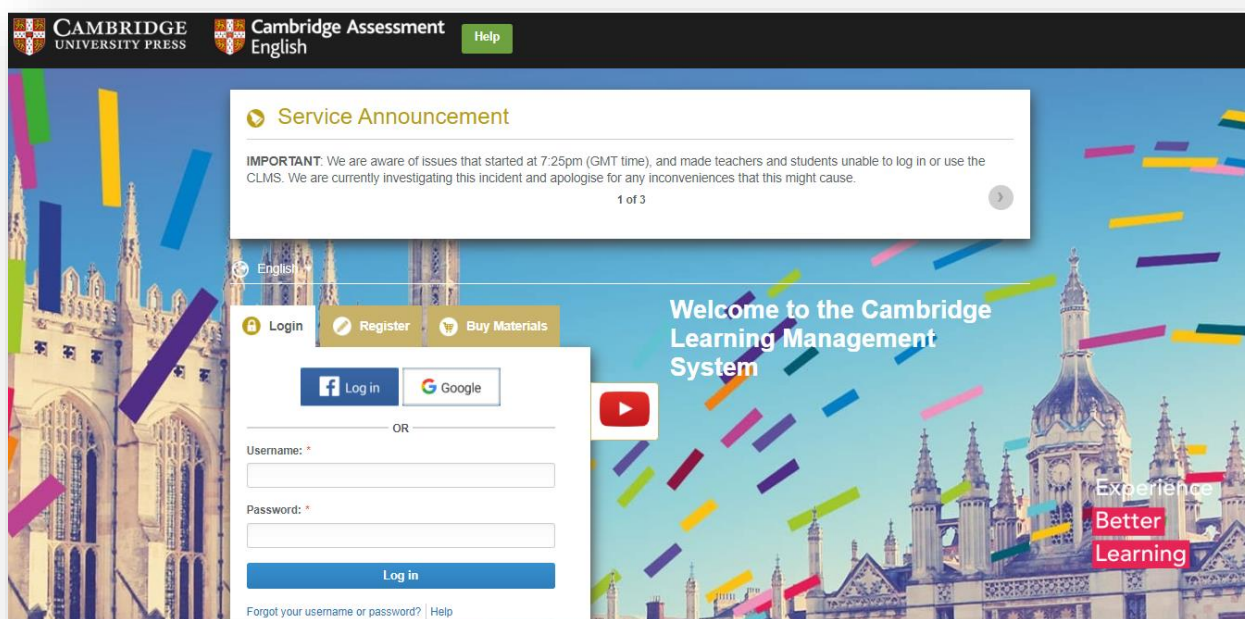 CAMBRIDGE
UNIVERSITY PRESS
Cambridge Assessment
English
Help
Service Announcement
IMPORTANT: We are aware of issues that started at 7:25pm (GMT time), and made teachers and students unable to log in or use the
CLMS. We are currently investigating this incident and apologise for any inconveniences that this might cause.
1 of 3
English
Login
Register
Buy Materials
Welcome to the Cambridge
Learning Management
System
Log in
Google
OR
Username: *
Password: *
Log in
Forgot your username or password? | Help
Experience
Better
Learning